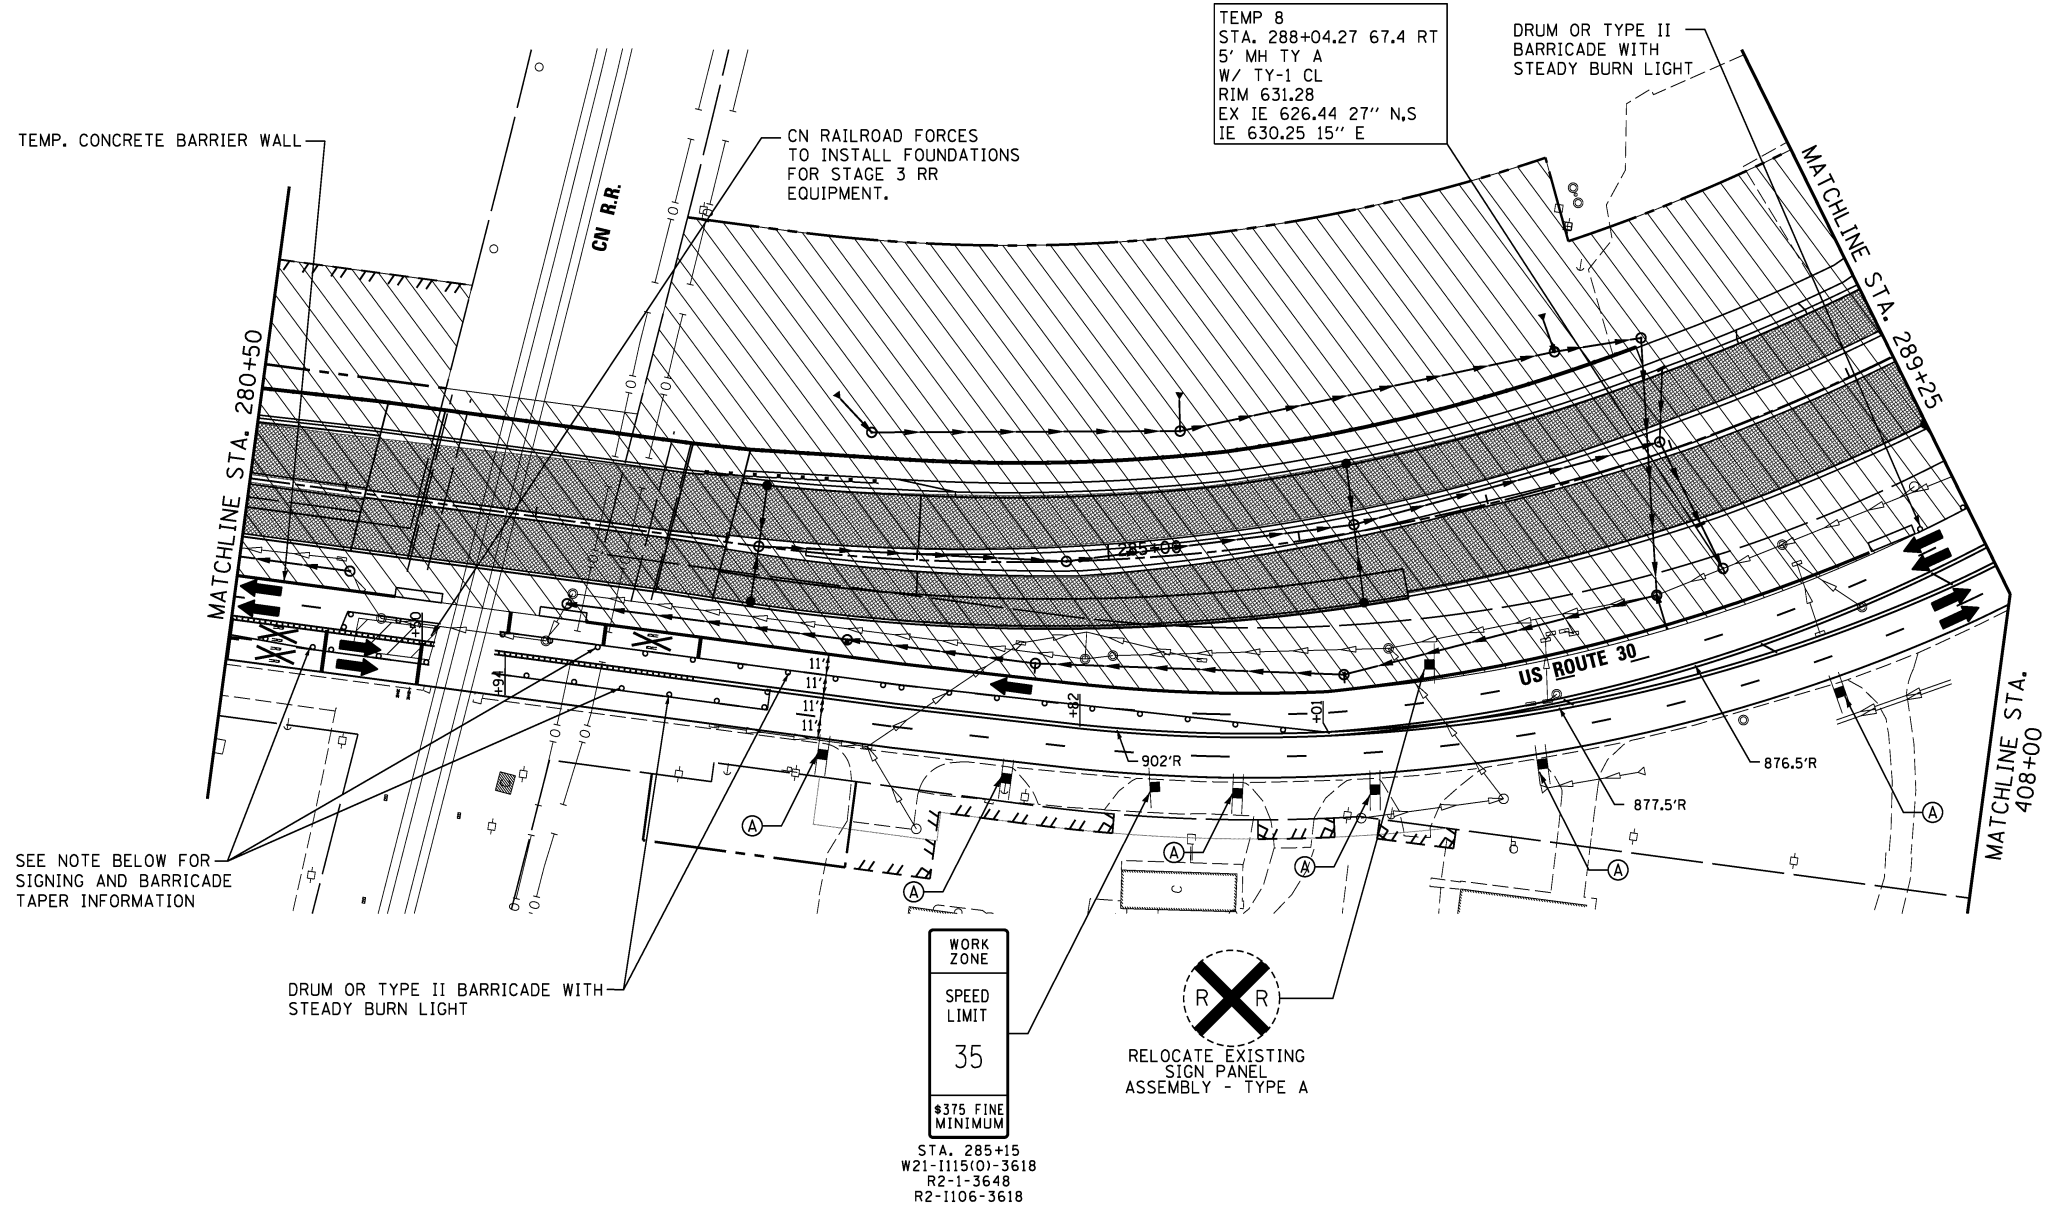 TEMP 8
STA. 288+04.27 67.4 RT
5' MH TY A
W/ TY-1 CL
RIM 631.28
EX IE 626.44 27'' N,S
IE 630.25 15'' E
DRUM OR TYPE II
BARRICADE WITH
STEADY BURN LIGHT
TEMP. CONCRETE BARRIER WALL
CN RAILROAD FORCES
TO INSTALL FOUNDATIONS
FOR STAGE 3 RR
EQUIPMENT.
CN R.R.
MATCHLINE STA. 280+50
MATCHLINE STA. 289+25
285+00
US ROUTE 30
+50
+94
11'
11'
11'
11'
+82
+01
902'R
876.5'R
877.5'R
MATCHLINE STA.
408+00
A
A
A
A
A
A
C
SEE NOTE BELOW FOR
SIGNING AND BARRICADE
TAPER INFORMATION
DRUM OR TYPE II BARRICADE WITH
STEADY BURN LIGHT
WORK
ZONE
SPEED
LIMIT
35
$375 FINE
MINIMUM
STA. 285+15
W21-I115(O)-3618
R2-1-3648
R2-I106-3618
R R
RELOCATE EXISTING
SIGN PANEL
ASSEMBLY - TYPE A